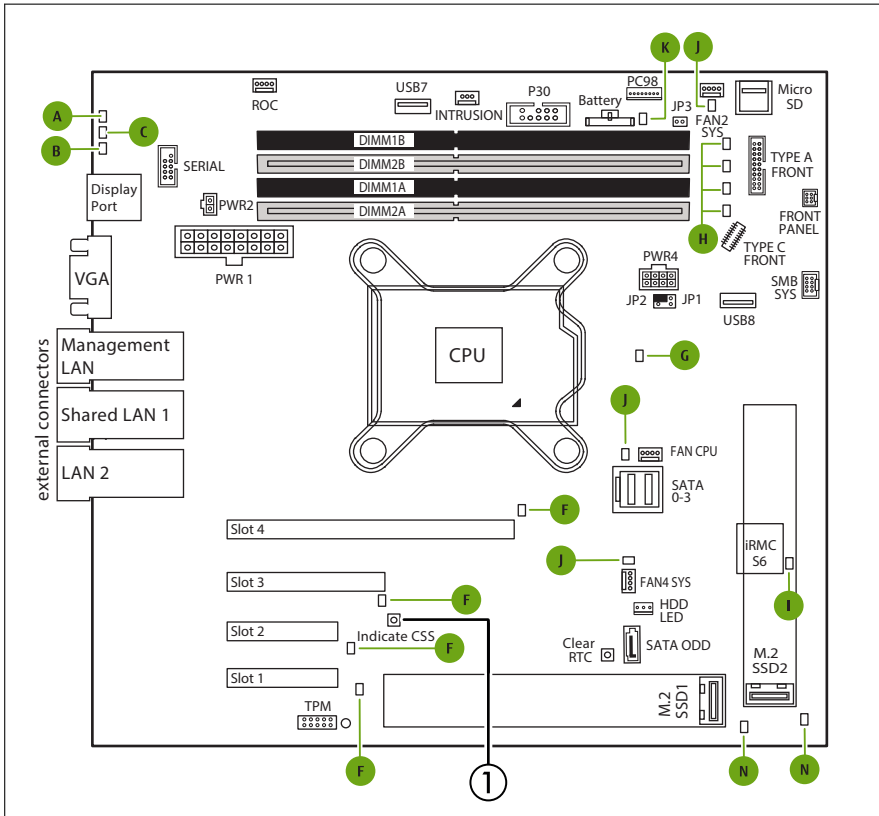 K
J
ROC
USB7
INTRUSION
P30
Battery
PC98
JP3
FAN2
SYS
Micro
SD
A
C
B
SERIAL
DIMM1B
DIMM2B
DIMM1A
DIMM2A
TYPE A
FRONT
Display
Port
PWR2
PWR 1
H
FRONT
PANEL
TYPE C
FRONT
VGA
PWR4
JP2
JP1
USB8
SMB
SYS
CPU
G
external connectors
Management
LAN
Shared LAN 1
LAN 2
J
FAN CPU
SATA
0-3
F
Slot 4
iRMC
S6
J
I
Slot 3
F
FAN4 SYS
HDD
LED
Indicate CSS
Slot 2
F
Clear
RTC
SATA ODD
M.2
SSD2
Slot 1
M.2
SSD1
TPM
F
1
N
N